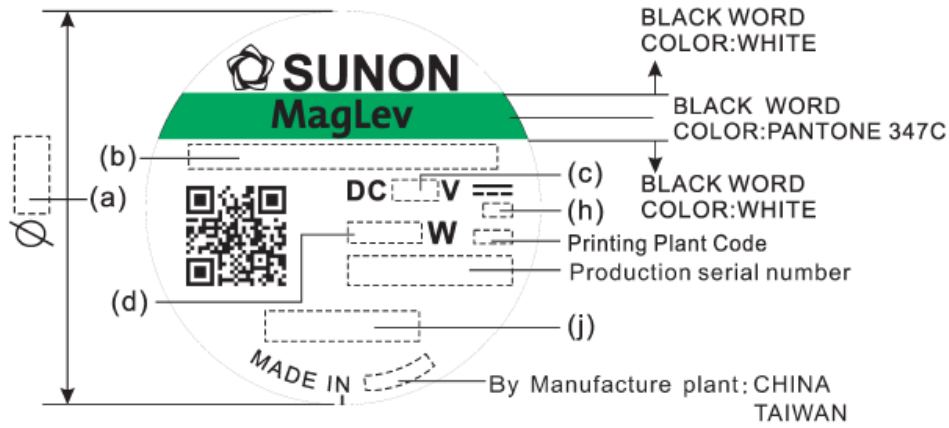 BLACK WORD
COLOR:WHITE
SUNON
MagLev
BLACK WORD
COLOR:PANTONE 347C
(b)
(a)
Ø
DC V
(c)
BLACK WORD
COLOR:WHITE
(h)
W
Printing Plant Code
Production serial number
(d)
(j)
MADE IN
By Manufacture plant: CHINA
TAIWAN